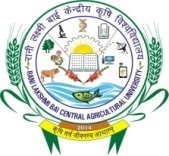 रानी लक्ष्मी बाई केन्द्रीय कृषि विश्वविद्यालय
RANI LAKSHMI BAI CENTRAL AGRICULTURAL UNIVERSITY
2014